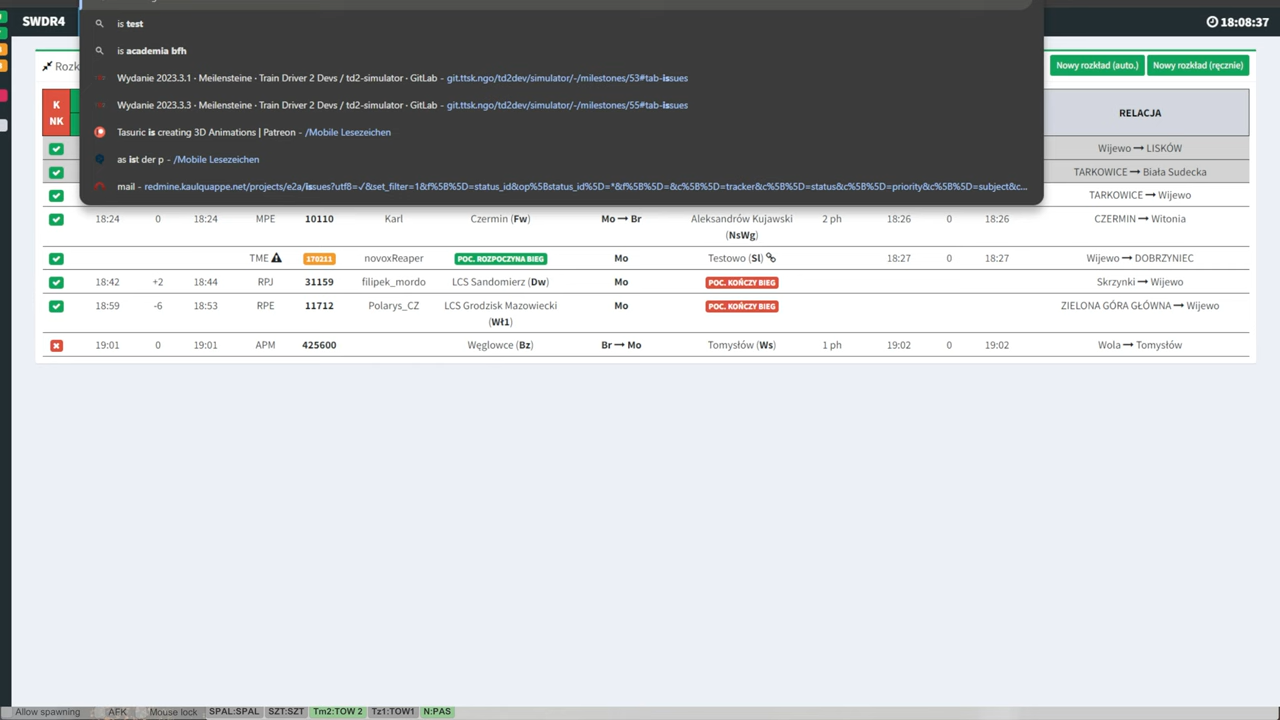 SWDR4
18:08:37
is test
is academia bfh
Wydanie 2023.3.1 · Meilensteine · Train Driver 2 Devs / td2-simulator · GitLab - git.ttsk.ngo/td2dev/simulator/-/milestones/53#tab-issues
Wydanie 2023.3.3 · Meilensteine · Train Driver 2 Devs / td2-simulator · GitLab - git.ttsk.ngo/td2dev/simulator/-/milestones/55#tab-issues
Tasuric is creating 3D Animations | Patreon - /Mobile Lesezeichen
as ist der p - /Mobile Lesezeichen
mail - redmine.kaulquappe.net/projects/e2a/issues?utf8=✓&set_filter=1&f%5B%5D=status_id&op%5Bstatus_id%5D=*&f%5B%5D=&c%5B%5D=tracker&c%5B%5D=status&c%5B%5D=priority&c%5B%5D=subject&c...
Rozk
Nowy rozkład (auto.) Nowy rozkład (ręcznie)
K
NK
RELACJA
Wijewo → LISKÓW
TARKOWICE → Biała Sudecka
TARKOWICE → Wijewo
18:24 0 18:24 MPE 10110 Karl Czermin (Fw) Mo → Br Aleksandrów Kujawski 2 ph 18:26 0 18:26 CZERMIN → Witonia
(NsWg)
TME 170211 novoxReaper POC. ROZPOCZYNA BIEG Mo Testowo (Sl) 18:27 0 18:27 Wijewo → DOBRZYNIEC
18:42 +2 18:44 RPJ 31159 filipek_mordo LCS Sandomierz (Dw) Mo POC. KOŃCZY BIEG Skrzynki → Wijewo
18:59 -6 18:53 RPE 11712 Polarys_CZ LCS Grodzisk Mazowiecki Mo POC. KOŃCZY BIEG ZIELONA GÓRA GŁÓWNA → Wijewo
(Wł1)
19:01 0 19:01 APM 425600 Węglowce (Bz) Br → Mo Tomysłów (Ws) 1 ph 19:02 0 19:02 Wola → Tomysłów
Allow spawning AFK Mouse lock SPAL:SPAL SZT:SZT Tm2:TOW 2 Tz1:TOW1 N:PAS